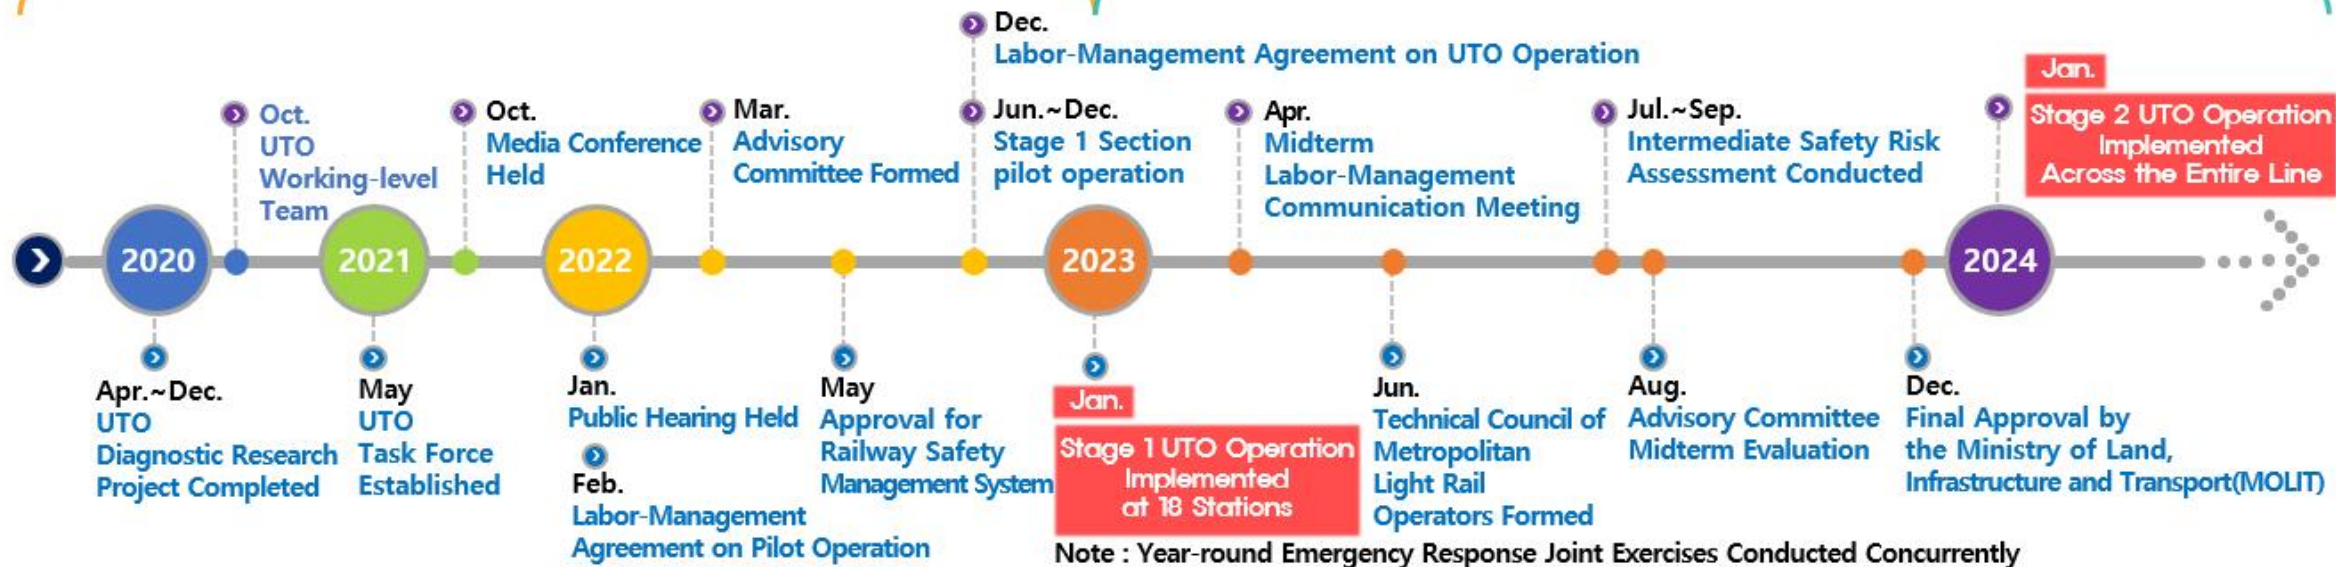 2020
Apr.~Dec.
UTO
Diagnostic Research
Project Completed
Oct.
UTO
Working-level
Team
2021
May
UTO
Task Force
Established
Oct.
Media Conference
Held
2022
Jan.
Public Hearing Held
Feb.
Labor-Management
Agreement on Pilot Operation
Mar.
Advisory
Committee Formed
May
Approval for
Railway Safety
Management System
Dec.
Labor-Management Agreement on UTO Operation
Jun.~Dec.
Stage 1 Section
pilot operation
2023
Jan.
Stage 1 UTO Operation
Implemented
at 18 Stations
Apr.
Midterm
Labor-Management
Communication Meeting
Jun.
Technical Council of
Metropolitan
Light Rail
Operators Formed
Jul.~Sep.
Intermediate Safety Risk
Assessment Conducted
Aug.
Advisory Committee
Midterm Evaluation
Dec.
Final Approval by
the Ministry of Land,
Infrastructure and Transport(MOLIT)
2024
Jan.
Stage 2 UTO Operation
Implemented
Across the Entire Line
Note : Year-round Emergency Response Joint Exercises Conducted Concurrently